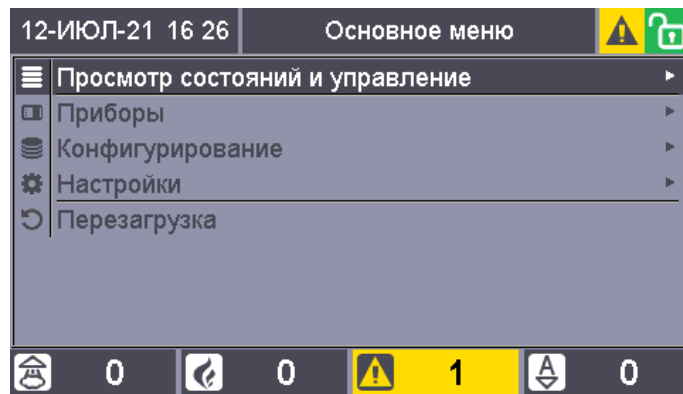 12-ИЮЛ-21 16 26 Основное меню
Просмотр состояний и управление
Приборы
Конфигурирование
Настройки
Перезагрузка
0 0 1 A 0